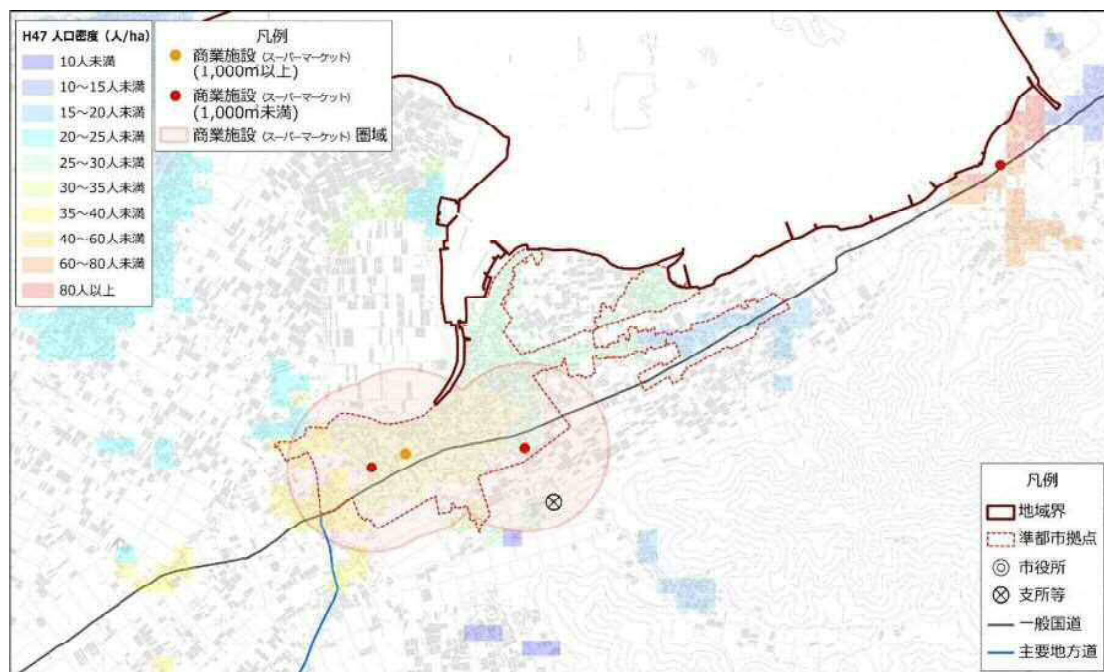 H47 人口密度（人/ha）
10人未満
10～15人未満
15～20人未満
20～25人未満
25～30人未満
30～35人未満
35～40人未満
40～60人未満
60～80人未満
80人以上
凡例
商業施設（スーパーマーケット）
(1,000㎡以上)
商業施設（スーパーマーケット）
(1,000㎡未満)
商業施設（スーパーマーケット）圏域
凡例
地域界
準都市拠点
市役所
支所等
一般国道
主要地方道